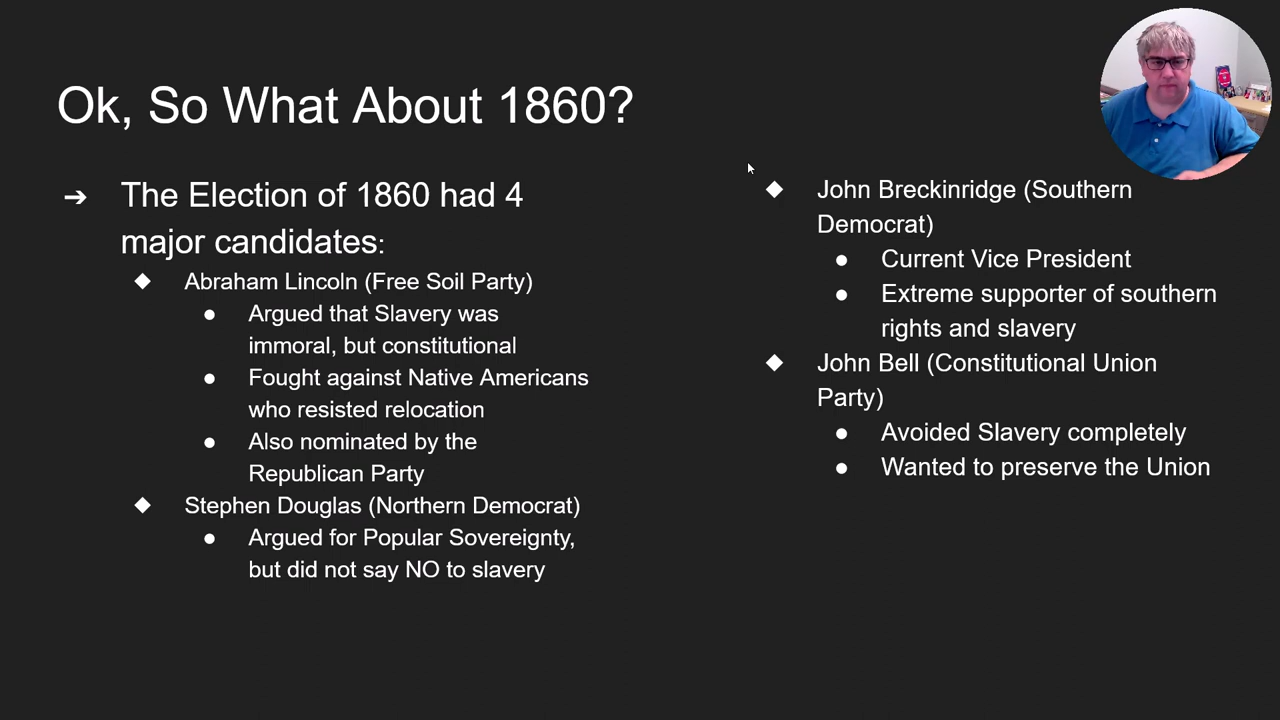 Ok, So What About 1860?
➔ The Election of 1860 had 4
major candidates:
◆ Abraham Lincoln (Free Soil Party)
● Argued that Slavery was
immoral, but constitutional
● Fought against Native Americans
who resisted relocation
● Also nominated by the
Republican Party
◆ Stephen Douglas (Northern Democrat)
● Argued for Popular Sovereignty,
but did not say NO to slavery
◆ John Breckinridge (Southern
Democrat)
● Current Vice President
● Extreme supporter of southern
rights and slavery
◆ John Bell (Constitutional Union
Party)
● Avoided Slavery completely
● Wanted to preserve the Union